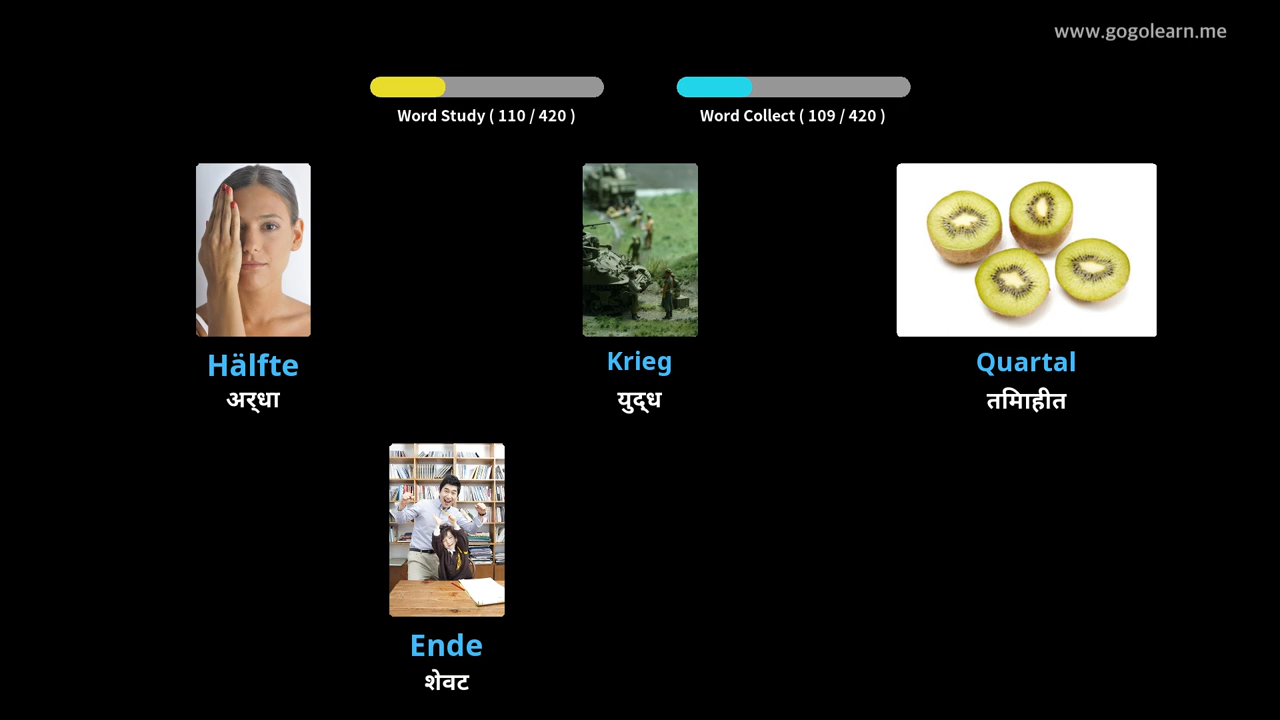 www.gogolearn.me
Word Study ( 110 / 420 )
Word Collect ( 109 / 420 )
Hälfte
अर्धा
Krieg
युद्ध
Quartal
तिमाहीत
Ende
शेवट